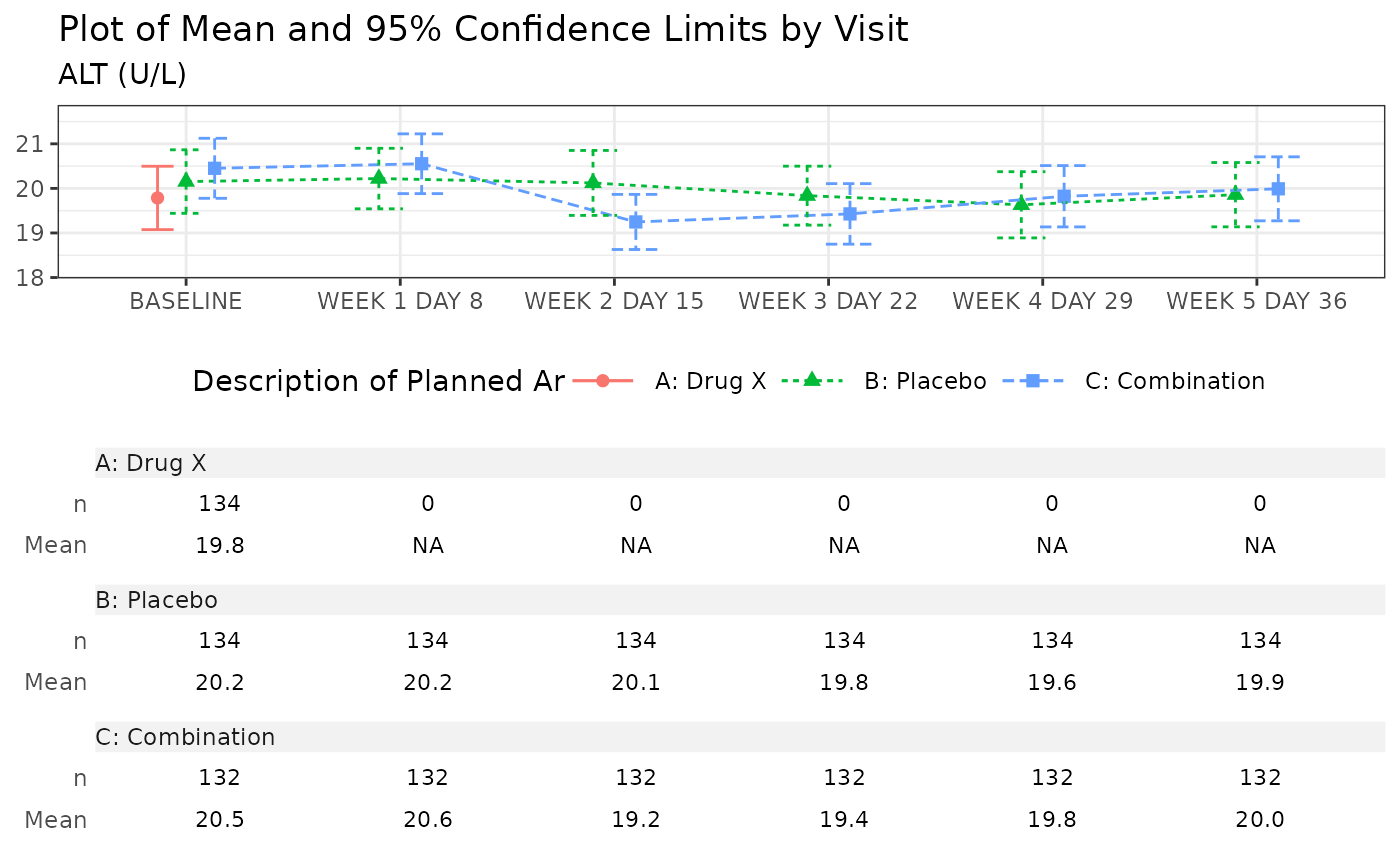 Plot of Mean and 95% Confidence Limits by Visit
ALT (U/L)
21
20
19
18
BASELINE WEEK 1 DAY 8 WEEK 2 DAY 15 WEEK 3 DAY 22 WEEK 4 DAY 29 WEEK 5 DAY 36
Description of Planned Ar A: Drug X B: Placebo C: Combination
A: Drug X
n 134 0 0 0 0 0
Mean 19.8 NA NA NA NA NA
B: Placebo
n 134 134 134 134 134 134
Mean 20.2 20.2 20.1 19.8 19.6 19.9
C: Combination
n 132 132 132 132 132 132
Mean 20.5 20.6 19.2 19.4 19.8 20.0